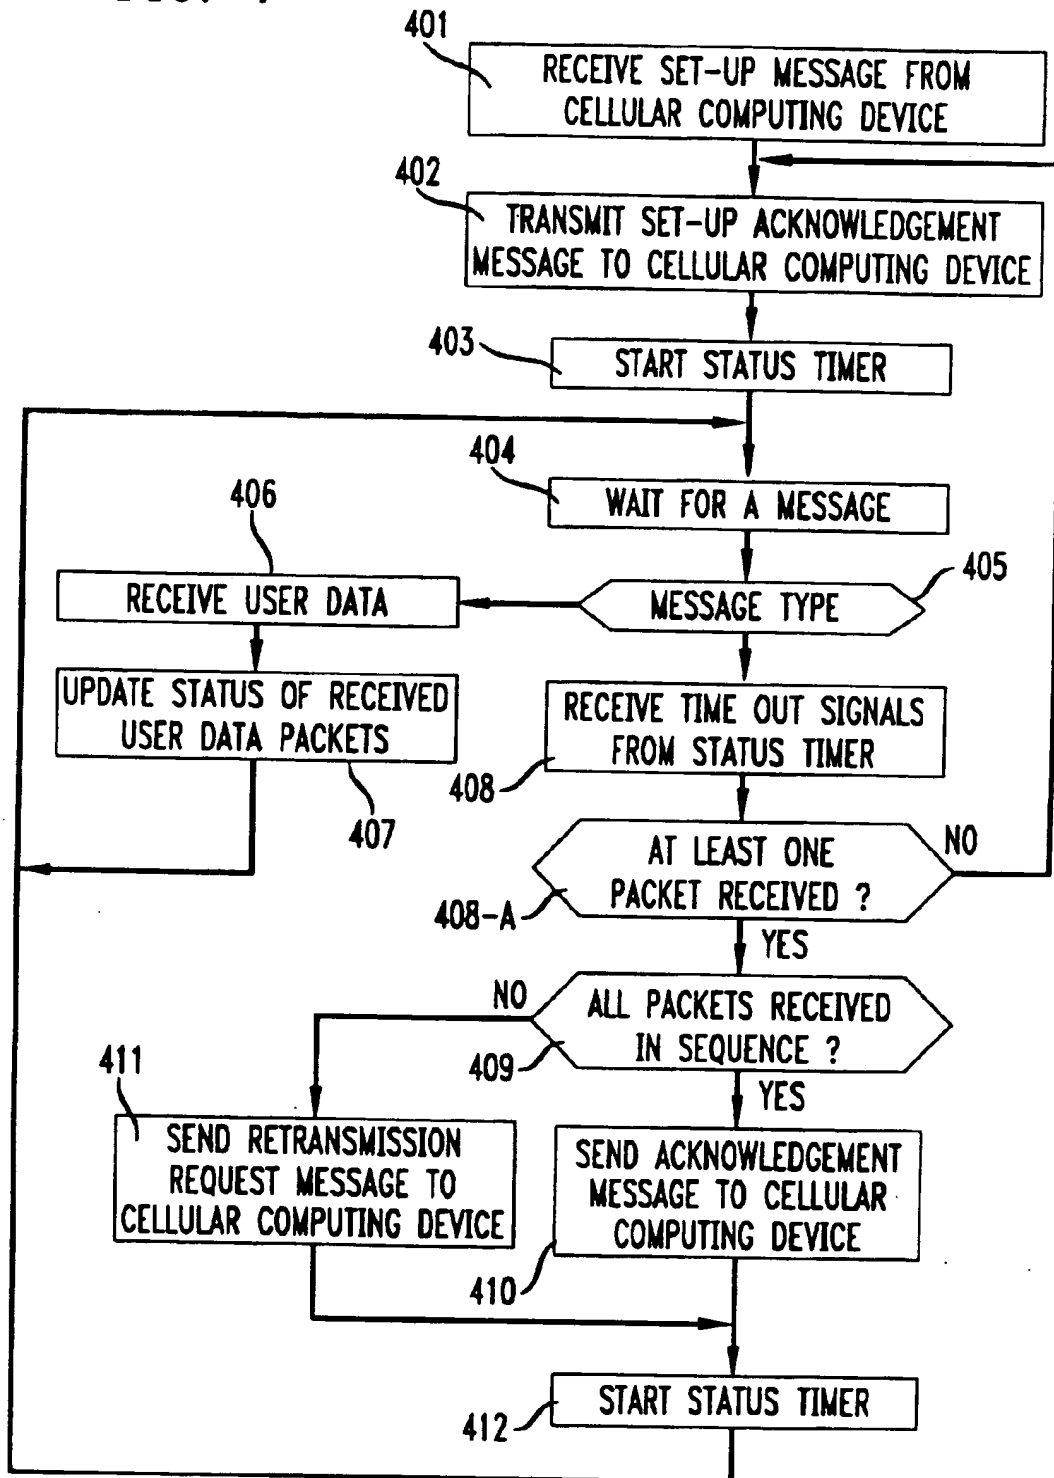 401
RECEIVE SET-UP MESSAGE FROM
CELLULAR COMPUTING DEVICE
402
TRANSMIT SET-UP ACKNOWLEDGEMENT
MESSAGE TO CELLULAR COMPUTING DEVICE
403
START STATUS TIMER
404
WAIT FOR A MESSAGE
405
MESSAGE TYPE
406
RECEIVE USER DATA
UPDATE STATUS OF RECEIVED
USER DATA PACKETS
407
RECEIVE TIME OUT SIGNALS
FROM STATUS TIMER
408
AT LEAST ONE
PACKET RECEIVED ?
NO
408-A
YES
NO
ALL PACKETS RECEIVED
IN SEQUENCE ?
409
YES
411
SEND RETRANSMISSION
REQUEST MESSAGE TO
CELLULAR COMPUTING DEVICE
SEND ACKNOWLEDGEMENT
MESSAGE TO CELLULAR
COMPUTING DEVICE
410
START STATUS TIMER
412